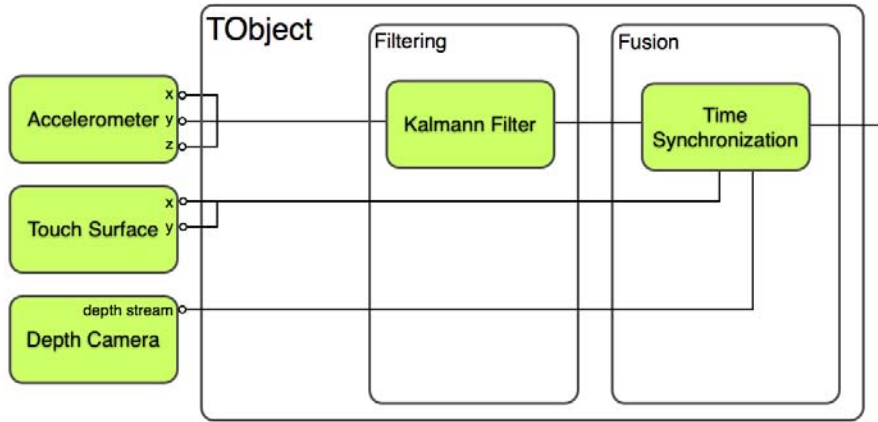 TObject
Filtering
Fusion
Accelerometer
x
y
z
Kalmann Filter
Time
Synchronization
Touch Surface
x
y
depth stream
Depth Camera